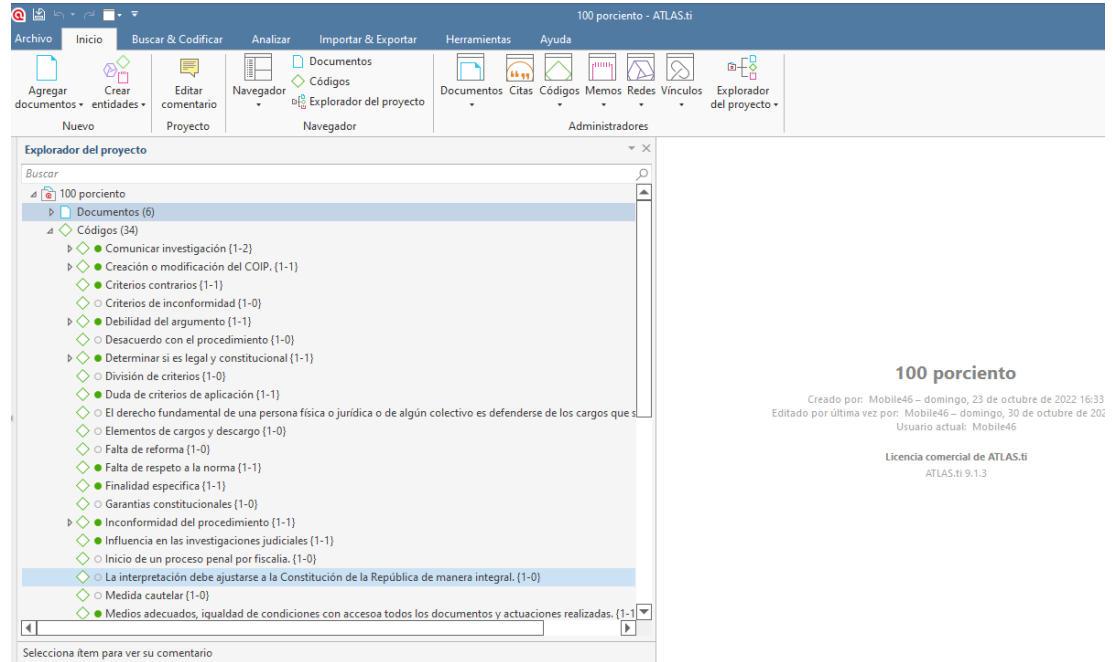 100 porciento - ATLAS.ti
Archivo Inicio Buscar & Codificar Analizar Importar & Exportar Herramientas Ayuda
Agregar documentos
Crear entidades
Nuevo
Editar comentario
Proyecto
Navegador
Documentos
Códigos
Explorador del proyecto
Navegador
Documentos Citas Códigos Memos Redes Vínculos
Explorador del proyecto
Administradores
Explorador del proyecto
Buscar
100 porciento
Documentos (6)
Códigos (34)
Comunicar investigación {1-2}
Creación o modificación del COIP. {1-1}
Criterios contrarios {1-1}
Criterios de inconformidad {1-0}
Debilidad del argumento {1-1}
Desacuerdo con el procedimiento {1-0}
Determinar si es legal y constitucional {1-1}
División de criterios {1-0}
Duda de criterios de aplicación {1-1}
El derecho fundamental de una persona física o jurídica o de algún colectivo es defenderse de los cargos que s
Elementos de cargos y descargo {1-0}
Falta de reforma {1-0}
Falta de respeto a la norma {1-1}
Finalidad especifica {1-1}
Garantias constitucionales {1-0}
Inconformidad del procedimiento {1-1}
Influencia en las investigaciones judiciales {1-1}
Inicio de un proceso penal por fiscalia. {1-0}
La interpretación debe ajustarse a la Constitución de la República de manera integral. {1-0}
Medida cautelar {1-0}
Medios adecuados, igualdad de condiciones con accesoa todos los documentos y actuaciones realizadas. {1-1
Selecciona ítem para ver su comentario
100 porciento
Creado por: Mobile46 – domingo, 23 de octubre de 2022 16:33
Editado por última vez por: Mobile46 – domingo, 30 de octubre de 202
Usuario actual: Mobile46
Licencia comercial de ATLAS.ti
ATLAS.ti 9.1.3